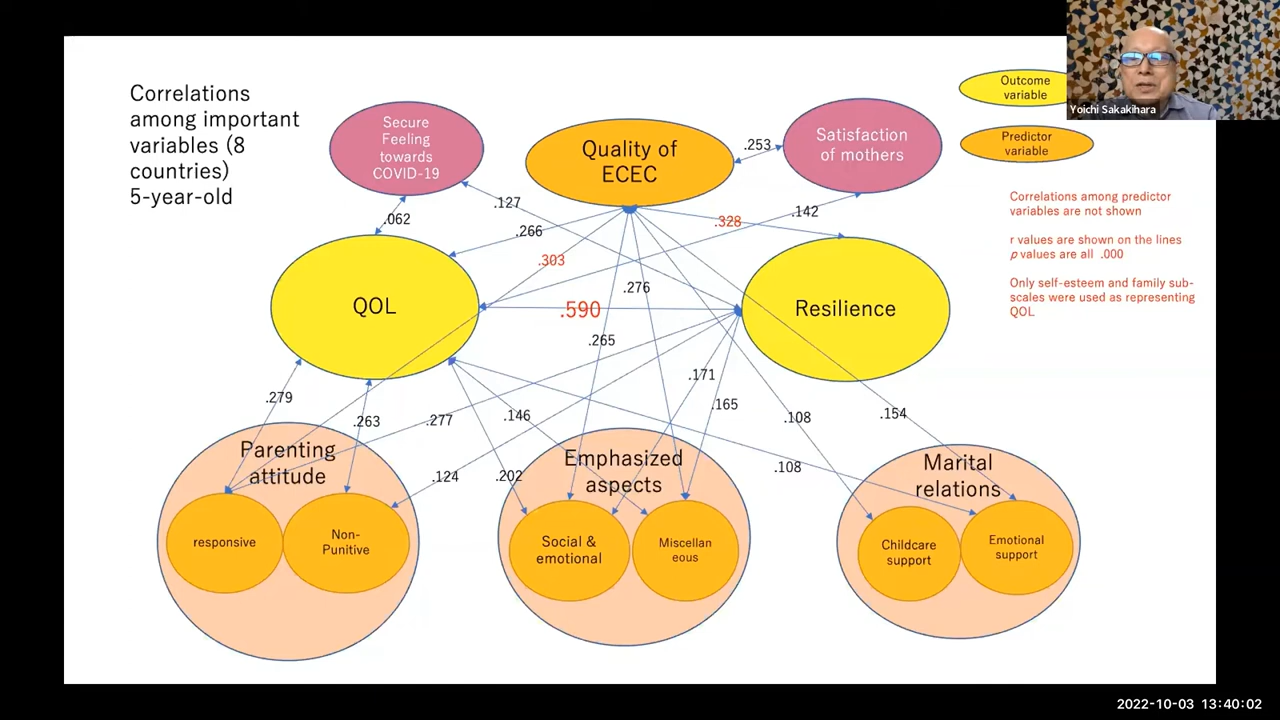 Correlations
among important
variables (8
countries)
5-year-old
Secure
Feeling
towards
COVID-19
Quality of
ECEC
Satisfaction
of mothers
Outcome
variable
Yoichi Sakakihara
Predictor
variable
Correlations among predictor
variables are not shown
r values are shown on the lines
p values are all .000
Only self-esteem and family sub-
scales were used as representing
QOL
.253
.062
.127
.266
.303
.328
.142
QOL
.276
.590
Resilience
.265
.171
.165
.279
.263
.277
.146
.108
.154
.124
.202
.108
Parenting
attitude
responsive
Non-
Punitive
Emphasized
aspects
Social &
emotional
Miscellan
eous
Marital
relations
Childcare
support
Emotional
support
2022-10-03 13:40:02